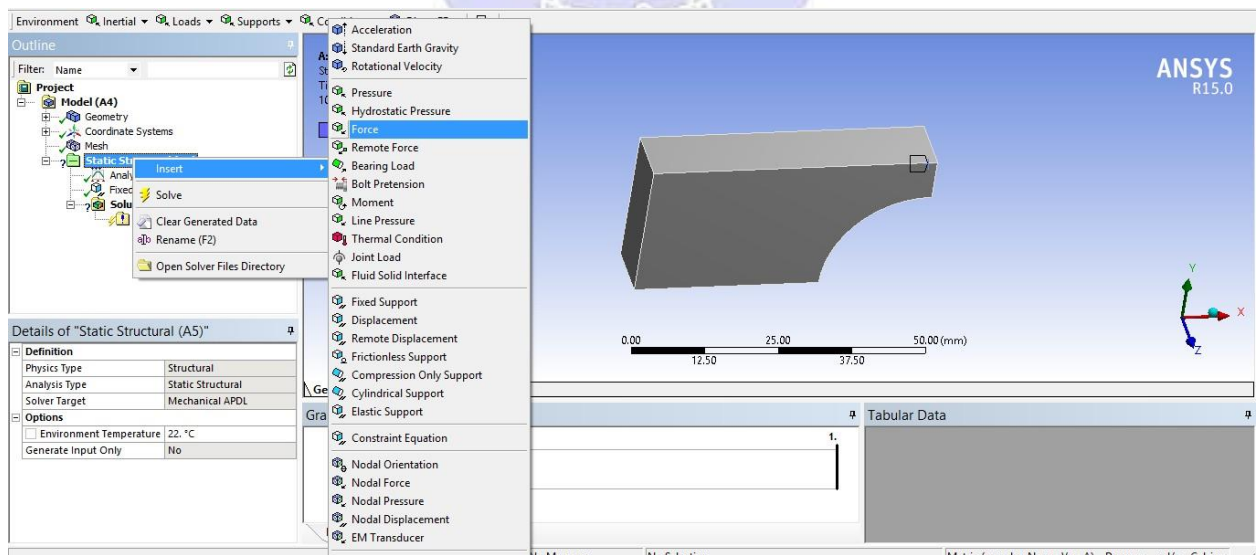 Environment Inertial Loads Supports
Outline
Filter: Name
Project
Model (A4)
Geometry
Coordinate Systems
Mesh
Static
Fixed
Insert
Solve
Clear Generated Data
Rename (F2)
Open Solver Files Directory
Acceleration
Standard Earth Gravity
Rotational Velocity
Pressure
Hydrostatic Pressure
Force
Remote Force
Bearing Load
Bolt Pretension
Moment
Line Pressure
Thermal Condition
Joint Load
Fluid Solid Interface
Fixed Support
Displacement
Remote Displacement
Frictionless Support
Compression Only Support
Cylindrical Support
Elastic Support
Constraint Equation
Nodal Orientation
Nodal Force
Nodal Pressure
Nodal Displacement
EM Transducer
ANSYS
R15.0
Y
X
Z
0.00 25.00 50.00 (mm)
12.50 37.50
Details of "Static Structural (A5)"
Definition
Physics Type Structural
Analysis Type Static Structural
Solver Target Mechanical APDL
Options
Environment Temperature 22. °C
Generate Input Only No
1.
Tabular Data